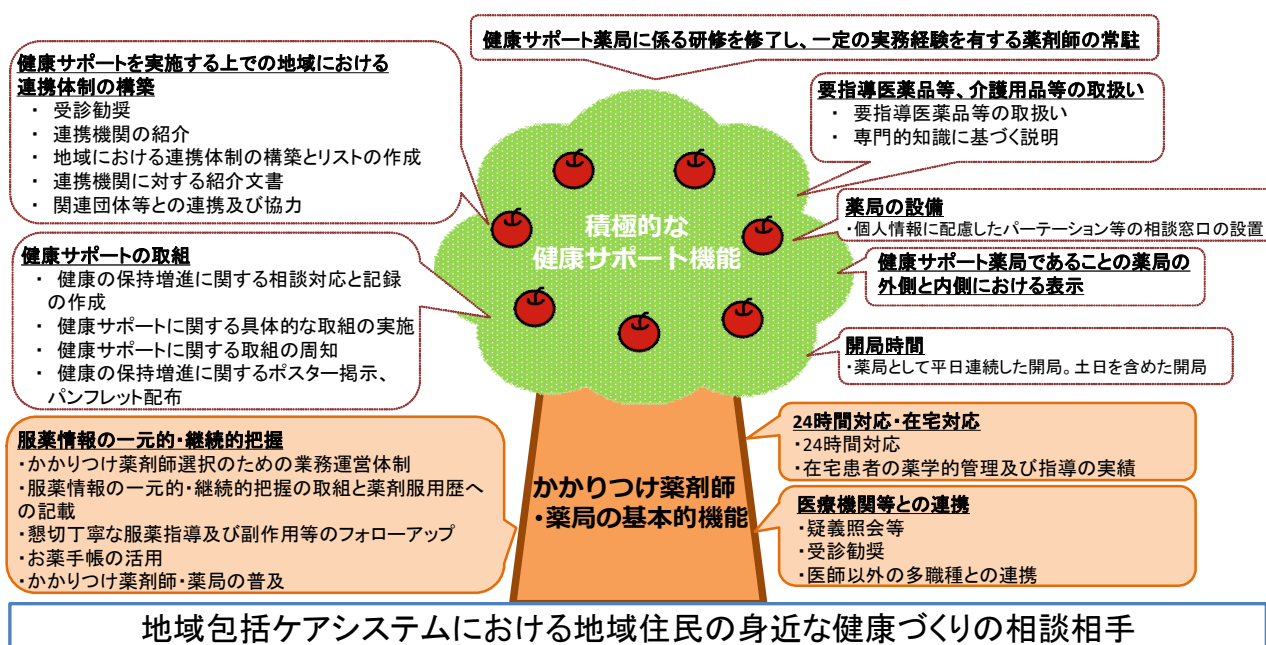 健康サポート薬局に係る研修を修了し、一定の実務経験を有する薬剤師の常駐
健康サポートを実施する上での地域における
連携体制の構築
・ 受診勧奨
・ 連携機関の紹介
・ 地域における連携体制の構築とリストの作成
・ 連携機関に対する紹介文書
・ 関連団体等との連携及び協力
要指導医薬品等、介護用品等の取扱い
・ 要指導医薬品等の取扱い
・ 専門的知識に基づく説明
薬局の設備
・個人情報に配慮したパーテーション等の相談窓口の設置
積極的な
健康サポート機能
健康サポートの取組
・ 健康の保持増進に関する相談対応と記録
の作成
・ 健康サポートに関する具体的な取組の実施
・ 健康サポートに関する取組の周知
・ 健康の保持増進に関するポスター掲示、
パンフレット配布
健康サポート薬局であることの薬局の
外側と内側における表示
開局時間
・薬局として平日連続した開局。土日を含めた開局
服薬情報の一元的・継続的把握
・かかりつけ薬剤師選択のための業務運営体制
・服薬情報の一元的・継続的把握の取組と薬剤服用歴へ
の記載
・懇切丁寧な服薬指導及び副作用等のフォローアップ
・お薬手帳の活用
・かかりつけ薬剤師・薬局の普及
かかりつけ薬剤師
・薬局の基本的機能
24時間対応・在宅対応
・24時間対応
・在宅患者の薬学的管理及び指導の実績
医療機関等との連携
・疑義照会等
・受診勧奨
・医師以外の多職種との連携
地域包括ケアシステムにおける地域住民の身近な健康づくりの相談相手